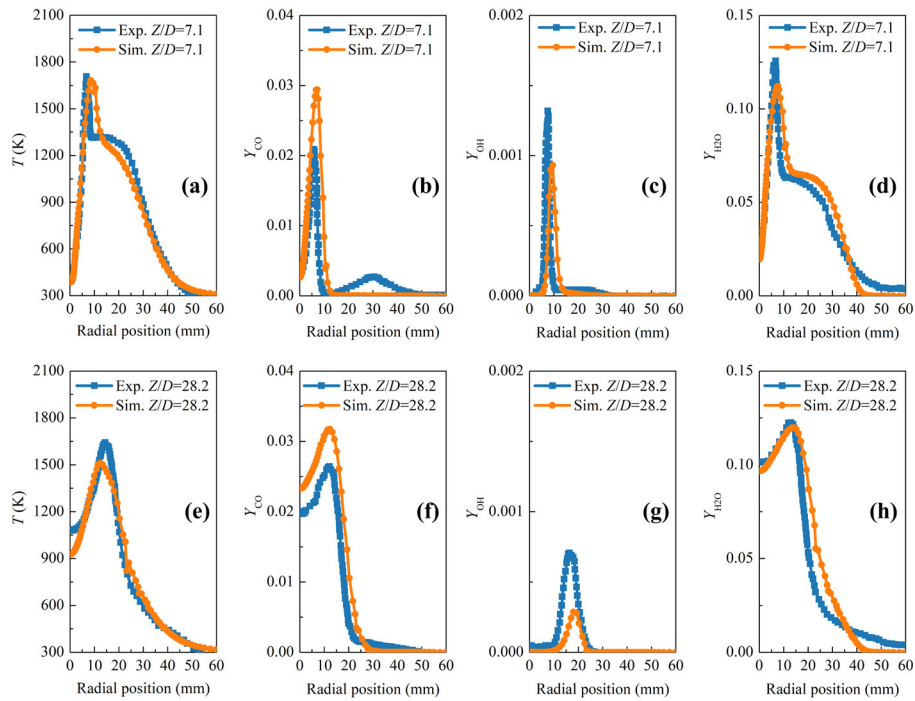 2100
1800
1500
1200
900
600
300
T (K)
Exp. Z/D=7.1
Sim. Z/D=7.1
(a)
0 10 20 30 40 50 60
Radial position (mm)
0.04
0.03
0.02
0.01
0.00
Y_CO
Exp. Z/D=7.1
Sim. Z/D=7.1
(b)
0 10 20 30 40 50 60
Radial position (mm)
0.002
0.001
0.000
Y_OH
Exp. Z/D=7.1
Sim. Z/D=7.1
(c)
0 10 20 30 40 50 60
Radial position (mm)
0.15
0.10
0.05
0.00
Y_H2O
Exp. Z/D=7.1
Sim. Z/D=7.1
(d)
0 10 20 30 40 50 60
Radial position (mm)
2100
1800
1500
1200
900
600
300
T (K)
Exp. Z/D=28.2
Sim. Z/D=28.2
(e)
0 10 20 30 40 50 60
Radial position (mm)
0.04
0.03
0.02
0.01
0.00
Y_CO
Exp. Z/D=28.2
Sim. Z/D=28.2
(f)
0 10 20 30 40 50 60
Radial position (mm)
0.002
0.001
0.000
Y_OH
Exp. Z/D=28.2
Sim. Z/D=28.2
(g)
0 10 20 30 40 50 60
Radial position (mm)
0.15
0.10
0.05
0.00
Y_H2O
Exp. Z/D=28.2
Sim. Z/D=28.2
(h)
0 10 20 30 40 50 60
Radial position (mm)